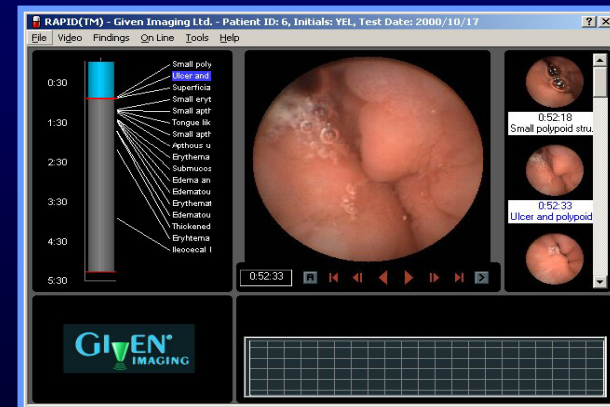 RAPID(TM) - Given Imaging Ltd. - Patient ID: 6, Initials: YEL, Test Date: 2000/10/17
File Video Findings On Line Tools Help
0:30
1:30
2:30
3:30
4:30
5:30
Small poly
Ulcer and
Superficia
Small eryt
Small apth
Tongue lik
Small apth
Apthous u
Erythema
Submucos
Edema an
Edematou
Erythemat
Edematou
Thickened
Eryhtema
Ileocecal
0:52:33
R
0:52:18
Small polypoid stru.
0:52:33
Ulcer and polypoid
GIVEN
IMAGING